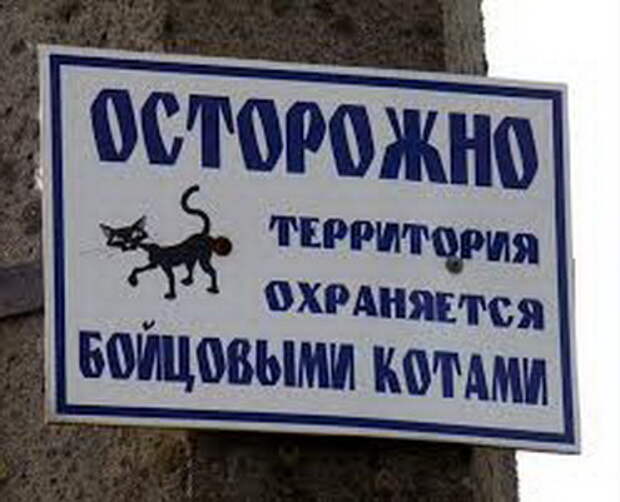 ОСТОРОЖНО
ТЕРРИТОРИЯ
ОХРАНЯЕТСЯ
БОЙЦОВЫМИ КОТАМИ